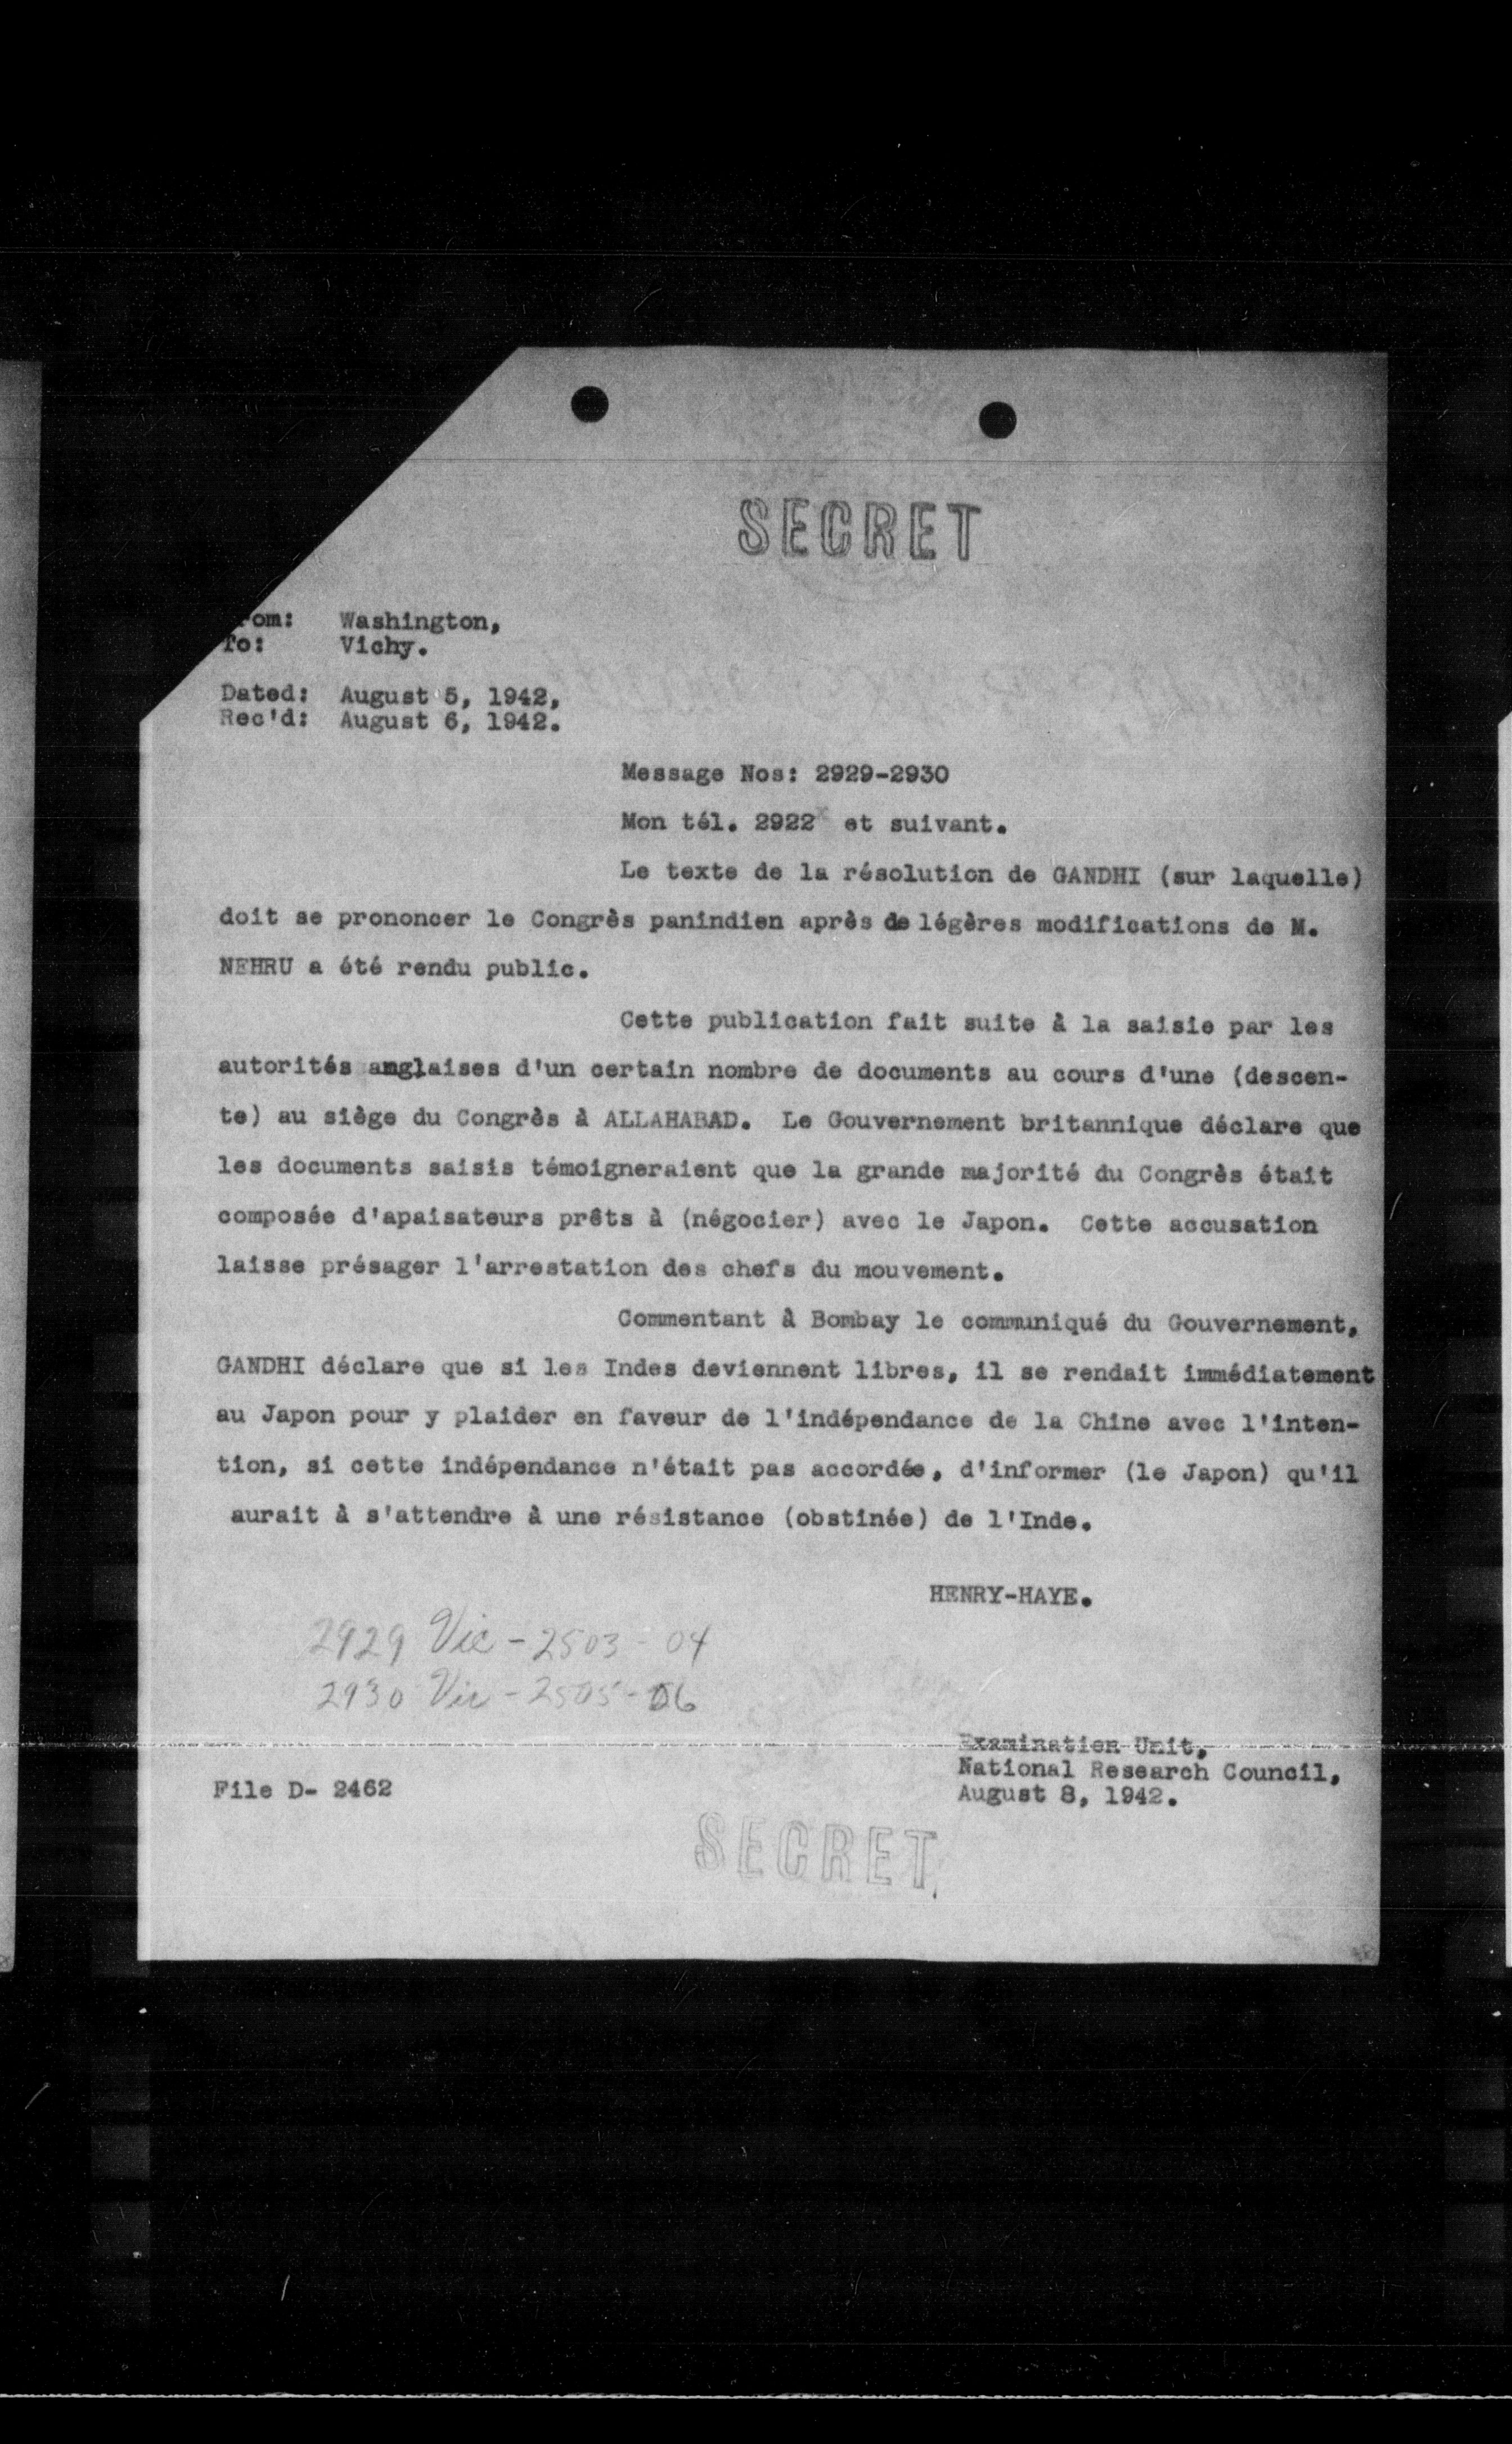 SECRET
From: Washington,
To: Vichy.
Dated: August 5, 1942,
Rec'd: August 6, 1942.
Message Nos: 2929-2930
Mon tél. 2922x et suivant.
Le texte de la résolution de GANDHI (sur laquelle)
doit se prononcer le Congrès panindien après de légères modifications de M.
NEHRU a été rendu public.
Cette publication fait suite à la saisie par les
autorités anglaises d'un certain nombre de documents au cours d'une (descen-
te) au siège du Congrès à ALLAHABAD. Le Gouvernement britannique déclare que
les documents saisis témoigneraient que la grande majorité du Congrès était
composée d'apaisateurs prêts à (négocier) avec le Japon. Cette accusation
laisse présager l'arrestation des chefs du mouvement.
Commentant à Bombay le communiqué du Gouvernement,
GANDHI déclare que si les Indes deviennent libres, il se rendait immédiatement
au Japon pour y plaider en faveur de l'indépendance de la Chine avec l'inten-
tion, si cette indépendance n'était pas accordée, d'informer (le Japon) qu'il
aurait à s'attendre à une résistance (obstinée) de l'Inde.
HENRY-HAYE.
2929 Vic - 2503 - 04
2930 Vic - 2505 - 06
Examination Unit,
National Research Council,
August 8, 1942.
File D- 2462
SECRET